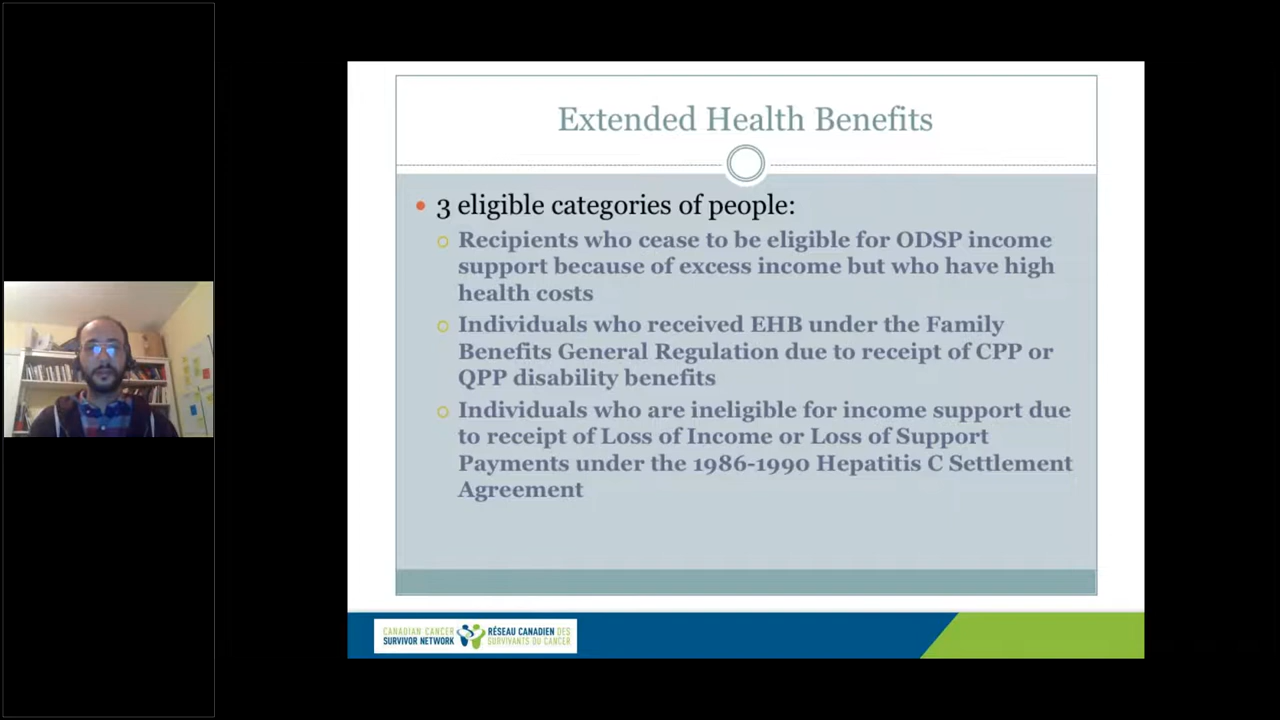 Extended Health Benefits
3 eligible categories of people:
Recipients who cease to be eligible for ODSP income
support because of excess income but who have high
health costs
Individuals who received EHB under the Family
Benefits General Regulation due to receipt of CPP or
QPP disability benefits
Individuals who are ineligible for income support due
to receipt of Loss of Income or Loss of Support
Payments under the 1986-1990 Hepatitis C Settlement
Agreement
CANADIAN CANCER
SURVIVOR NETWORK
RÉSEAU CANADIEN DES
SURVIVANTS DU CANCER